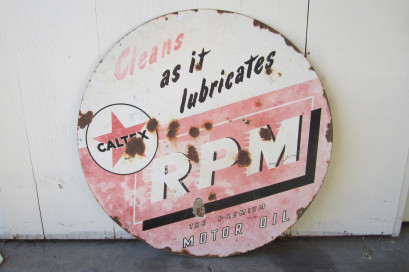 Cleans
as it
lubricates
CALTEX
RPM
THE PREMIUM
MOTOR OIL